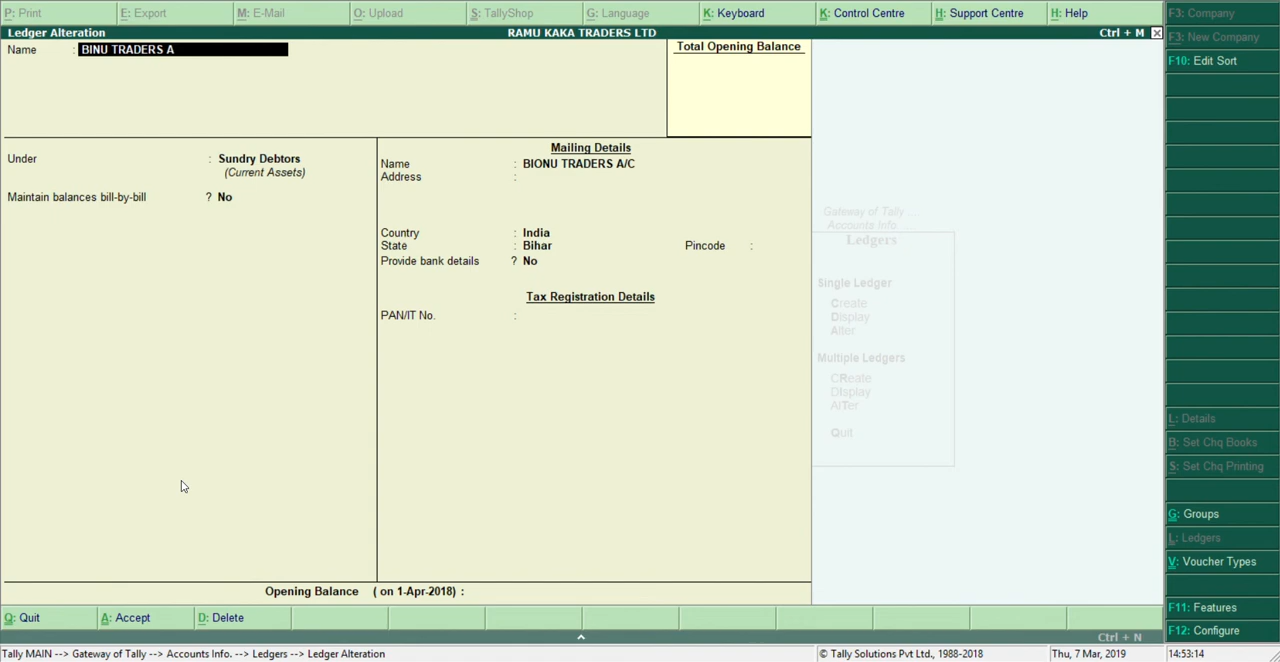 P: Print E: Export M: E-Mail O: Upload S: TallyShop G: Language K: Keyboard K: Control Centre H: Support Centre H: Help
F3: Company
F3: New Company
F10: Edit Sort
Ledger Alteration RAMU KAKA TRADERS LTD Ctrl + M
Name : BINU TRADERS A
Total Opening Balance
Under : Sundry Debtors
(Current Assets)
Maintain balances bill-by-bill ? No
Mailing Details
Name : BIONU TRADERS A/C
Address :
Country : India
State : Bihar Pincode :
Provide bank details ? No
Tax Registration Details
PAN/IT No. :
Gateway of Tally ....
Accounts Info. .....
Ledgers
Single Ledger
Create
Display
Alter
Multiple Ledgers
CReate
DIsplay
AlTer
Quit
L: Details
B: Set Chq Books
S: Set Chq Printing
G: Groups
L: Ledgers
V: Voucher Types
F11: Features
F12: Configure
Opening Balance ( on 1-Apr-2018) :
Q: Quit A: Accept D: Delete
Ctrl + N
Tally MAIN --> Gateway of Tally --> Accounts Info. --> Ledgers --> Ledger Alteration © Tally Solutions Pvt Ltd., 1988-2018 Thu, 7 Mar, 2019 14:53:14